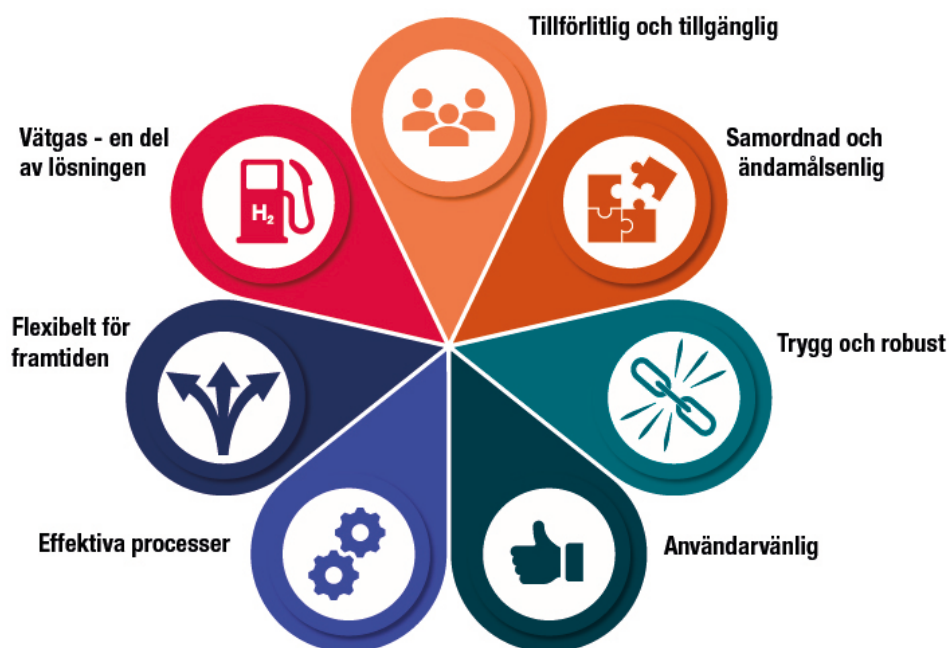 Tillförlitlig och tillgänglig
Vätgas - en del
av lösningen
H₂
Samordnad och
ändamålsenlig
Flexibelt för
framtiden
Trygg och robust
Effektiva processer
Användarvänlig